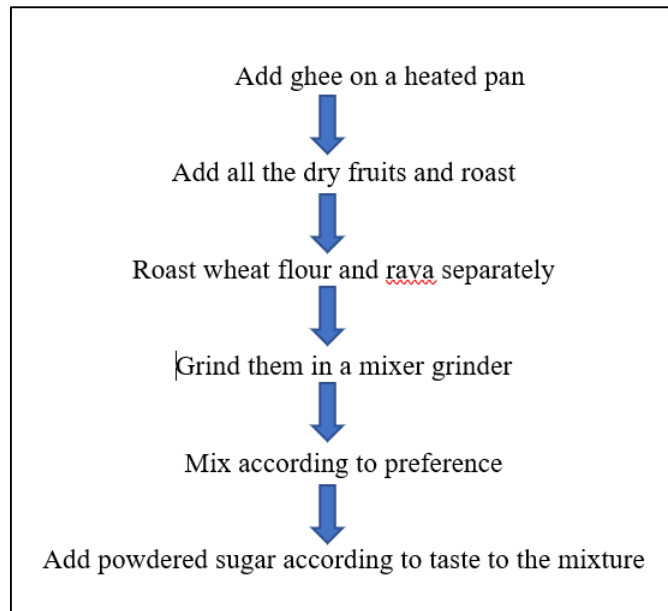 Add ghee on a heated pan
Add all the dry fruits and roast
Roast wheat flour and rava separately
Grind them in a mixer grinder
Mix according to preference
Add powdered sugar according to taste to the mixture